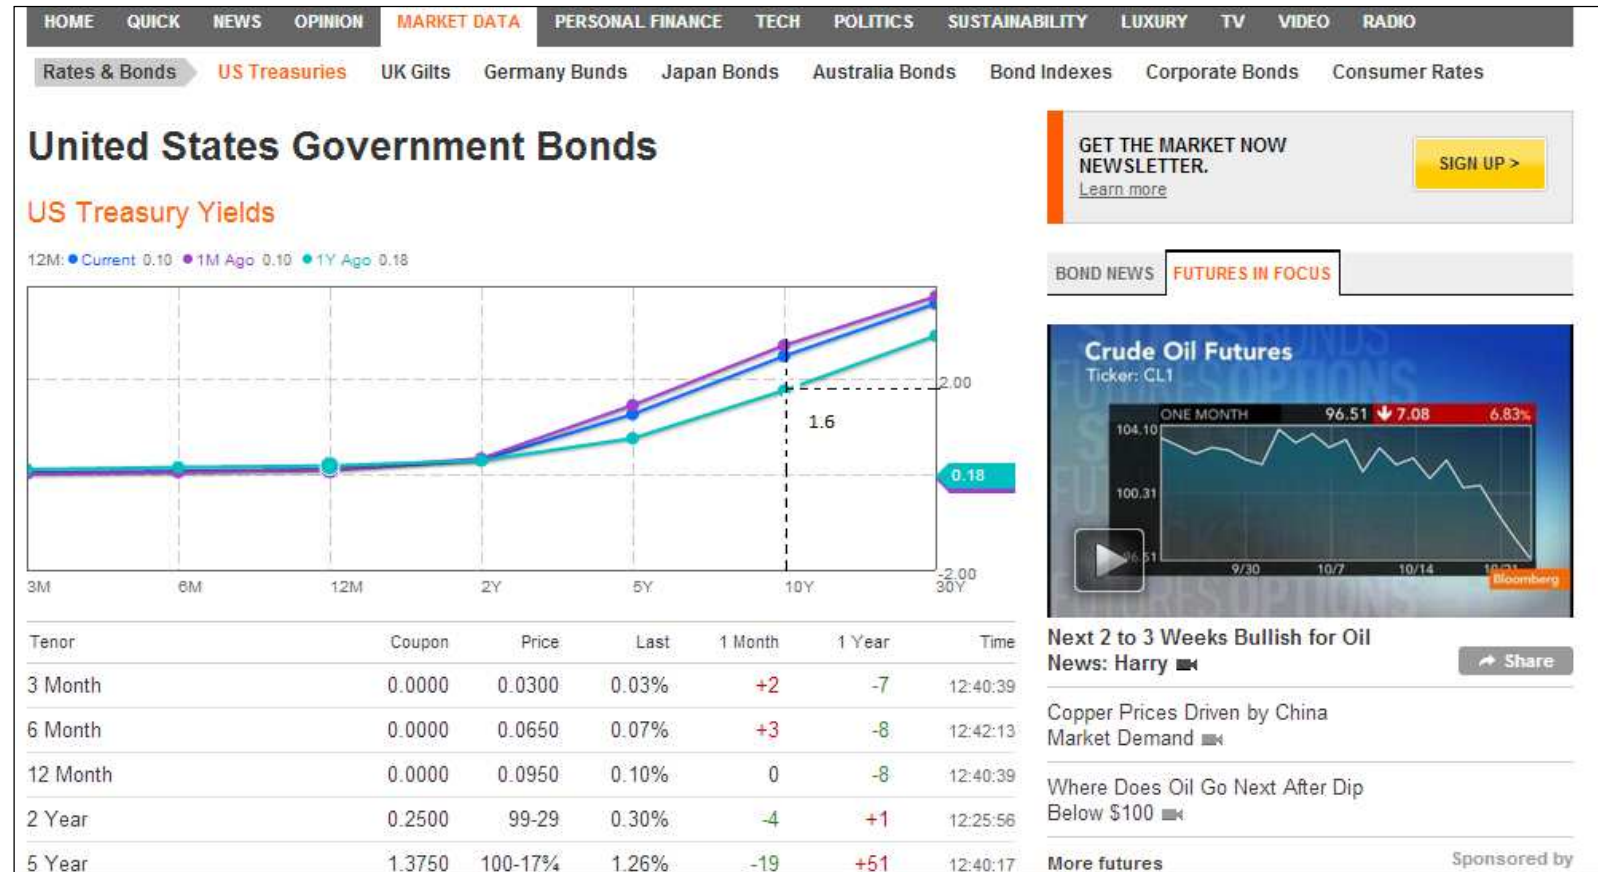 HOME QUICK NEWS OPINION MARKET DATA PERSONAL FINANCE TECH POLITICS SUSTAINABILITY LUXURY TV VIDEO RADIO
Rates & Bonds US Treasuries UK Gilts Germany Bunds Japan Bonds Australia Bonds Bond Indexes Corporate Bonds Consumer Rates
United States Government Bonds
US Treasury Yields
12M: Current 0.10 1M Ago 0.10 1Y Ago 0.18
2.00
1.6
0.18
-2.00
3M 6M 12M 2Y 5Y 10Y 30Y
Tenor Coupon Price Last 1 Month 1 Year Time
3 Month 0.0000 0.0300 0.03% +2 -7 12:40:39
6 Month 0.0000 0.0650 0.07% +3 -8 12:42:13
12 Month 0.0000 0.0950 0.10% 0 -8 12:40:39
2 Year 0.2500 99-29 0.30% -4 +1 12:25:56
5 Year 1.3750 100-17¾ 1.26% -19 +51 12:40:17
GET THE MARKET NOW
NEWSLETTER.
Learn more
SIGN UP >
BOND NEWS FUTURES IN FOCUS
Crude Oil Futures
Ticker: CL1
ONE MONTH 96.51 7.08 6.83%
104.10
100.31
96.51
9/30 10/7 10/14 10/21
Bloomberg
Next 2 to 3 Weeks Bullish for Oil
News: Harry
Share
Copper Prices Driven by China
Market Demand
Where Does Oil Go Next After Dip
Below $100
More futures Sponsored by